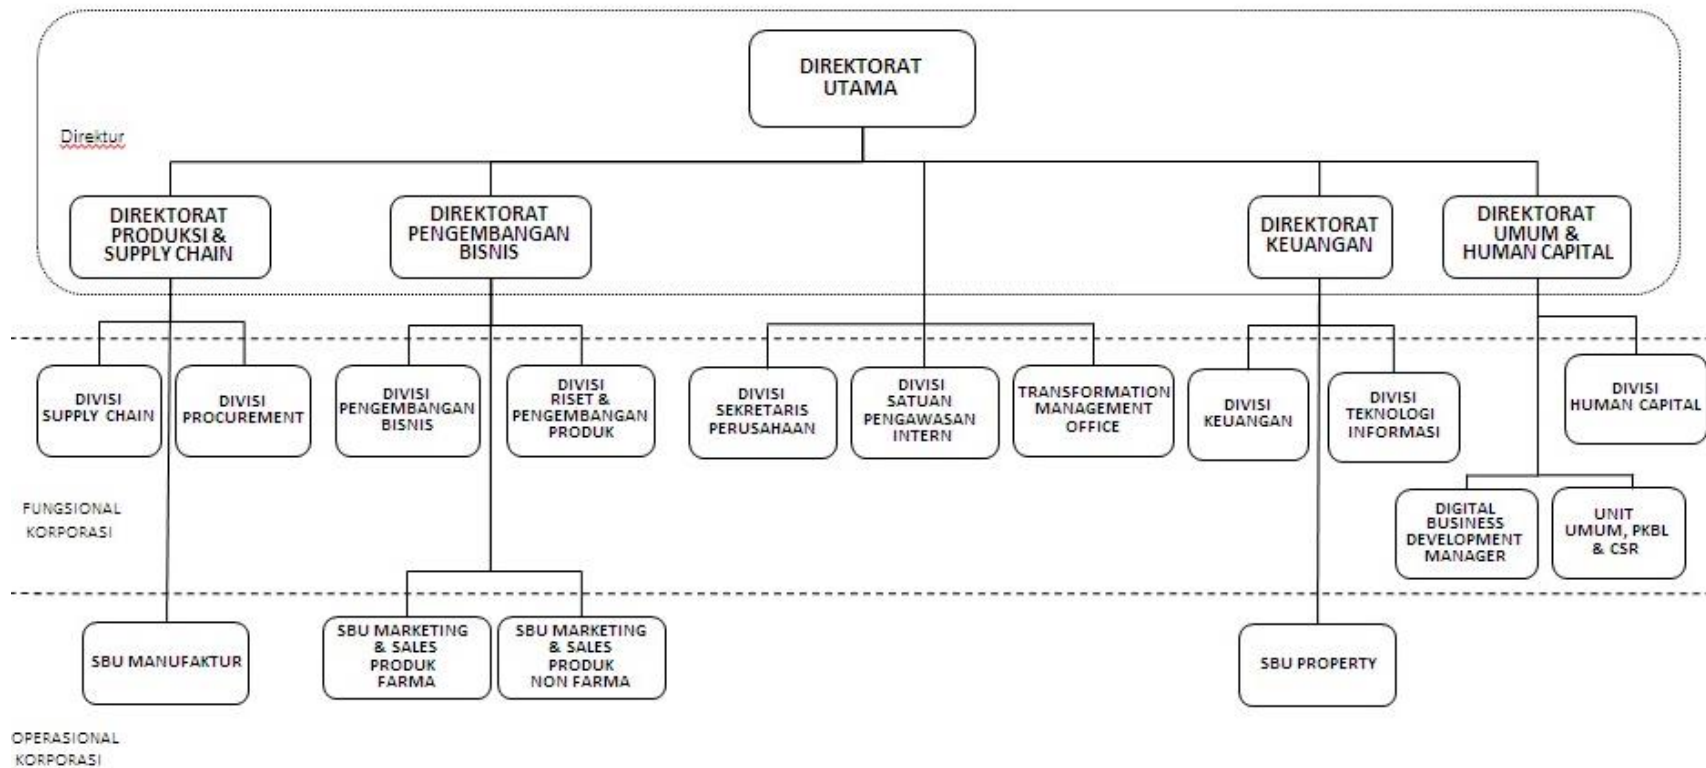 DIREKTORAT
UTAMA
Direktur
DIREKTORAT
PRODUKSI &
SUPPLY CHAIN
DIREKTORAT
PENGEMBANGAN
BISNIS
DIREKTORAT
KEUANGAN
DIREKTORAT
UMUM &
HUMAN CAPITAL
DIVISI
SUPPLY CHAIN
DIVISI
PROCUREMENT
DIVISI
PENGEMBANGAN
BISNIS
DIVISI
RISET &
PENGEMBANGAN
PRODUK
DIVISI
SEKRETARIS
PERUSAHAAN
DIVISI
SATUAN
PENGAWASAN
INTERN
TRANSFORMATION
MANAGEMENT
OFFICE
DIVISI
KEUANGAN
DIVISI
TEKNOLOGI
INFORMASI
DIVISI
HUMAN CAPITAL
FUNGSIONAL
KORPORASI
DIGITAL
BUSINESS
DEVELOPMENT
MANAGER
UNIT
UMUM, PKBL
& CSR
SBU MANUFAKTUR
SBU MARKETING
& SALES
PRODUK
FARMA
SBU MARKETING
& SALES
PRODUK
NON FARMA
SBU PROPERTY
OPERASIONAL
KORPORASI